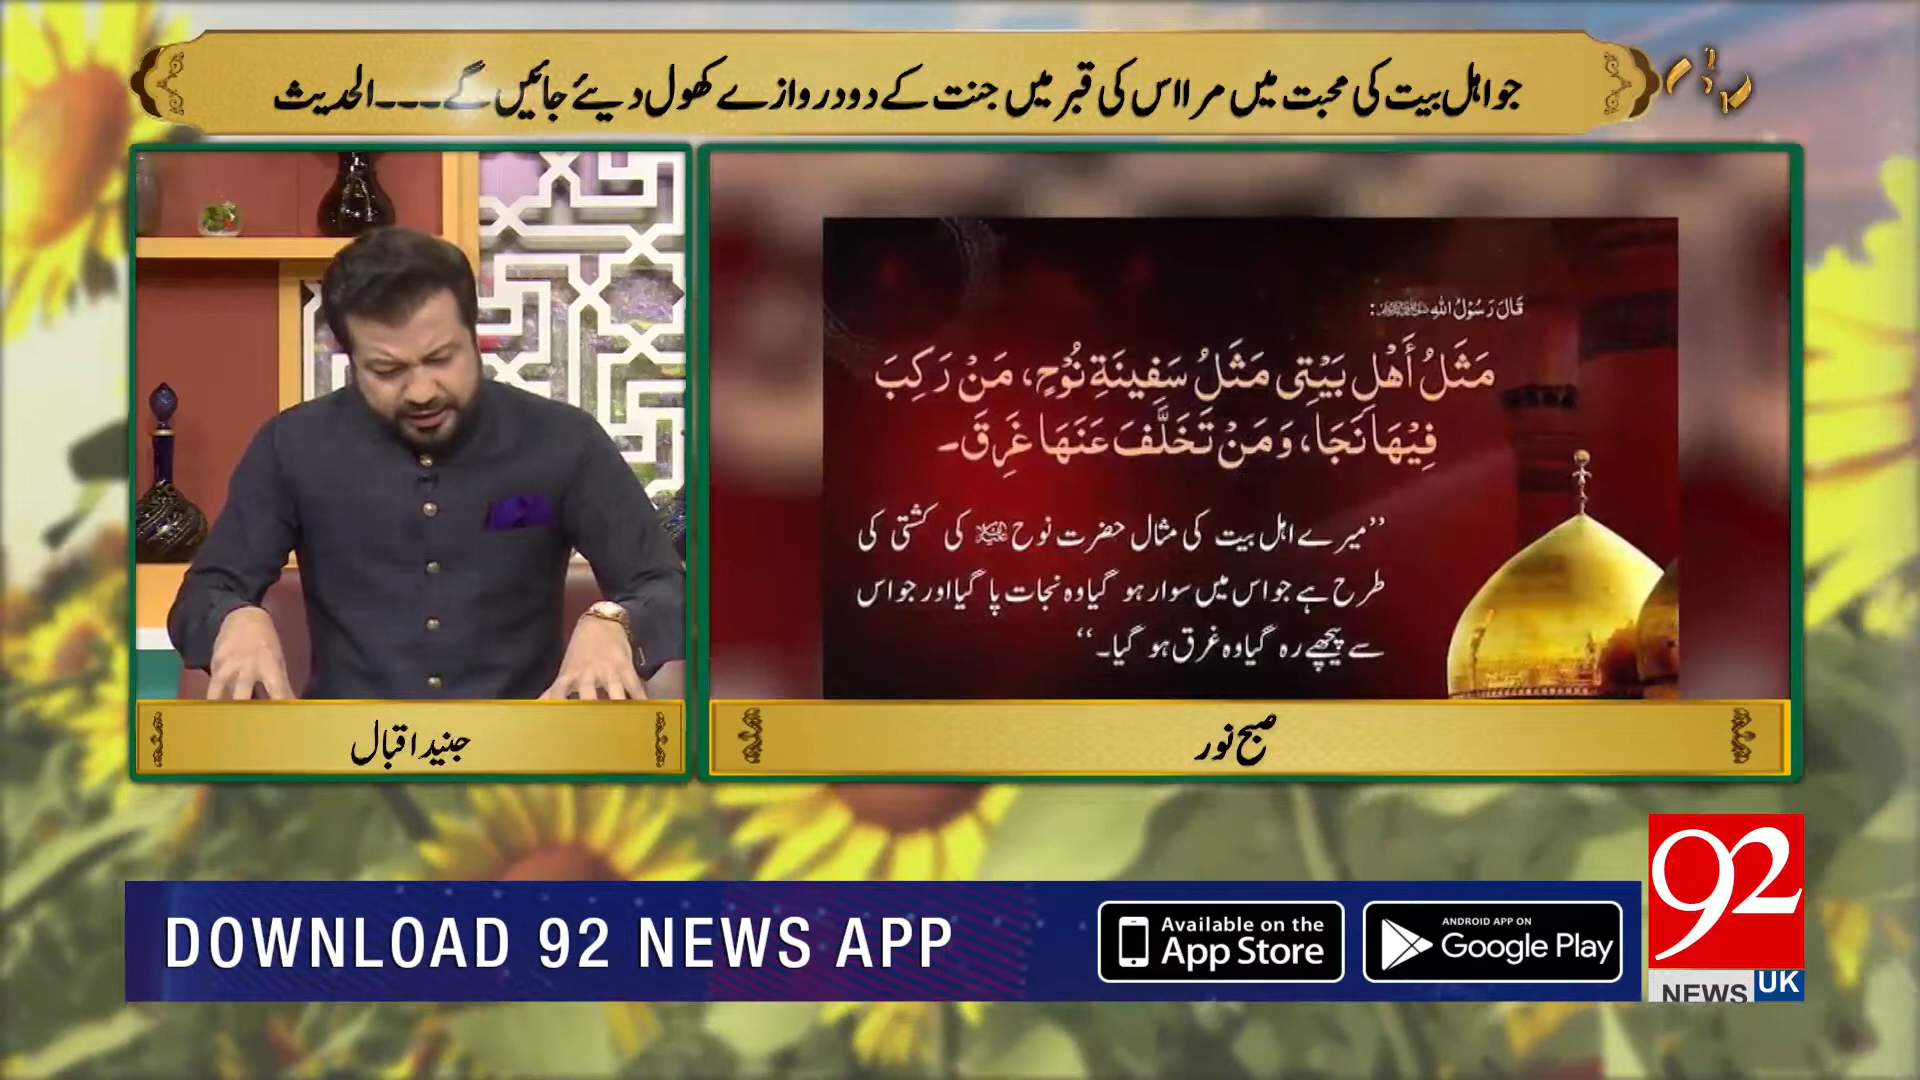 جو اہل بیت کی محبت میں مرا اس کی قبر میں جنت کے دو دروازے کھول دیئے جائیں گے۔۔۔الحدیث
قَالَ رَسُوْلُ اللّٰهِ ﷺ:
مَثَلُ أَهْلِ بَيْتِي مَثَلُ سَفِينَةِ نُوْحٍ، مَنْ رَكِبَ
فِيْهَا نَجَا، وَمَنْ تَخَلَّفَ عَنْهَا غَرِقَ۔
’’میرے اہل بیت کی مثال حضرت نوح علیہ السلام کی کشتی کی
طرح ہے جو اس میں سوار ہو گیا وہ نجات پا گیا اور جو اس
سے پیچھے رہ گیا وہ غرق ہو گیا۔‘‘
جنید اقبال
صبح نور
DOWNLOAD 92 NEWS APP
Available on the
App Store
ANDROID APP ON
Google Play
92
NEWS UK